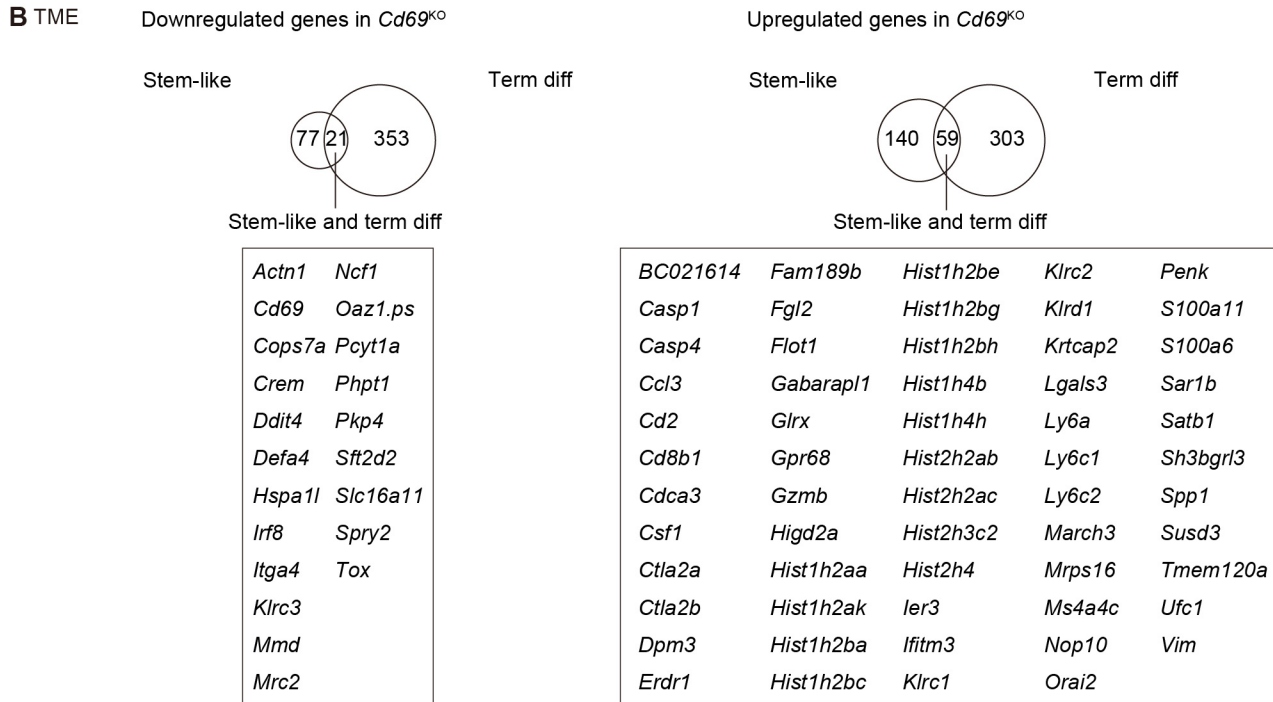 B TME
Downregulated genes in Cd69KO
Stem-like
Term diff
77 21 353
Stem-like and term diff
Actn1 Ncf1
Cd69 Oaz1.ps
Cops7a Pcyt1a
Crem Phpt1
Ddit4 Pkp4
Defa4 Sft2d2
Hspa1l Slc16a11
Irf8 Spry2
Itga4 Tox
Klrc3
Mmd
Mrc2
Upregulated genes in Cd69KO
Stem-like
Term diff
140 59 303
Stem-like and term diff
BC021614 Fam189b Hist1h2be Klrc2 Penk
Casp1 Fgl2 Hist1h2bg Klrd1 S100a11
Casp4 Flot1 Hist1h2bh Krtcap2 S100a6
Ccl3 Gabarapl1 Hist1h4b Lgals3 Sar1b
Cd2 Glrx Hist1h4h Ly6a Satb1
Cd8b1 Gpr68 Hist2h2ab Ly6c1 Sh3bgrl3
Cdca3 Gzmb Hist2h2ac Ly6c2 Spp1
Csf1 Higd2a Hist2h3c2 March3 Susd3
Ctla2a Hist1h2aa Hist2h4 Mrps16 Tmem120a
Ctla2b Hist1h2ak Ier3 Ms4a4c Ufc1
Dpm3 Hist1h2ba Ifitm3 Nop10 Vim
Erdr1 Hist1h2bc Klrc1 Orai2